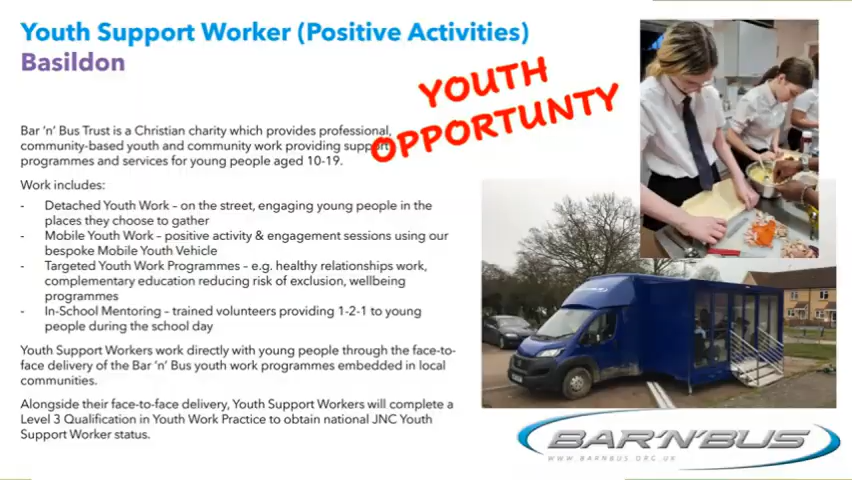 Youth Support Worker (Positive Activities)
Basildon
YOUTH
OPPORTUNTY
Bar 'n' Bus Trust is a Christian charity which provides professional,
community-based youth and community work providing support
programmes and services for young people aged 10-19.
Work includes:
- Detached Youth Work – on the street, engaging young people in the
places they choose to gather
- Mobile Youth Work – positive activity & engagement sessions using our
bespoke Mobile Youth Vehicle
- Targeted Youth Work Programmes – e.g. healthy relationships work,
complementary education reducing risk of exclusion, wellbeing
programmes
- In-School Mentoring – trained volunteers providing 1-2-1 to young
people during the school day
Youth Support Workers work directly with young people through the face-to-
face delivery of the Bar 'n' Bus youth work programmes embedded in local
communities.
Alongside their face-to-face delivery, Youth Support Workers will complete a
Level 3 Qualification in Youth Work Practice to obtain national JNC Youth
Support Worker status.
BAR'N'BUS
WWW.BARNBUS.ORG.UK